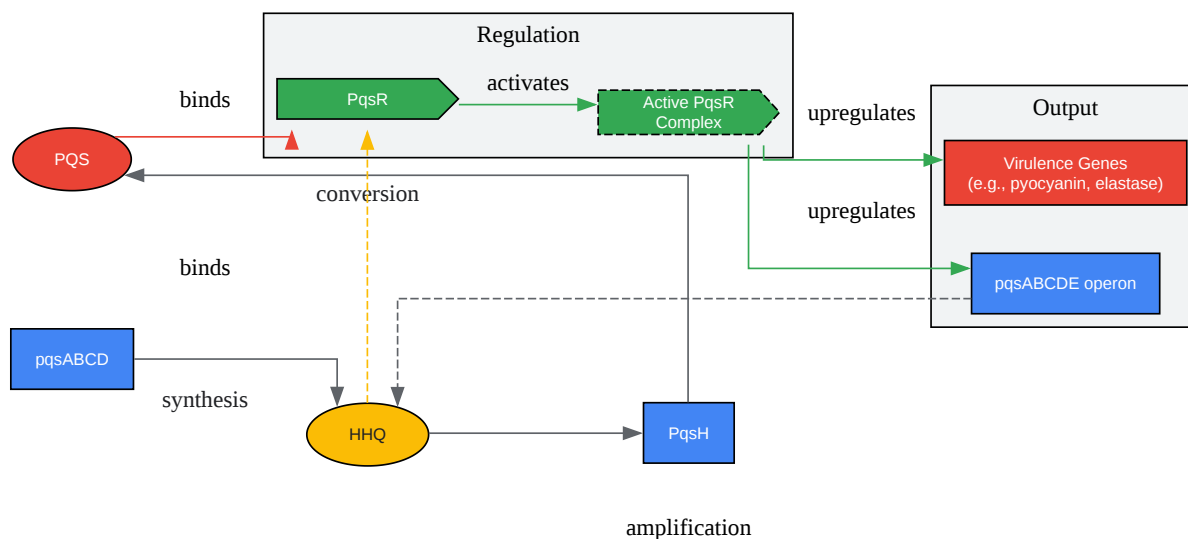 Regulation
activates
binds
PqsR
Active PqsR
Complex
upregulates
Output
PQS
Virulence Genes
(e.g., pyocyanin, elastase)
conversion
upregulates
binds
pqsABCDE operon
pqsABCD
synthesis
HHQ
PqsH
amplification